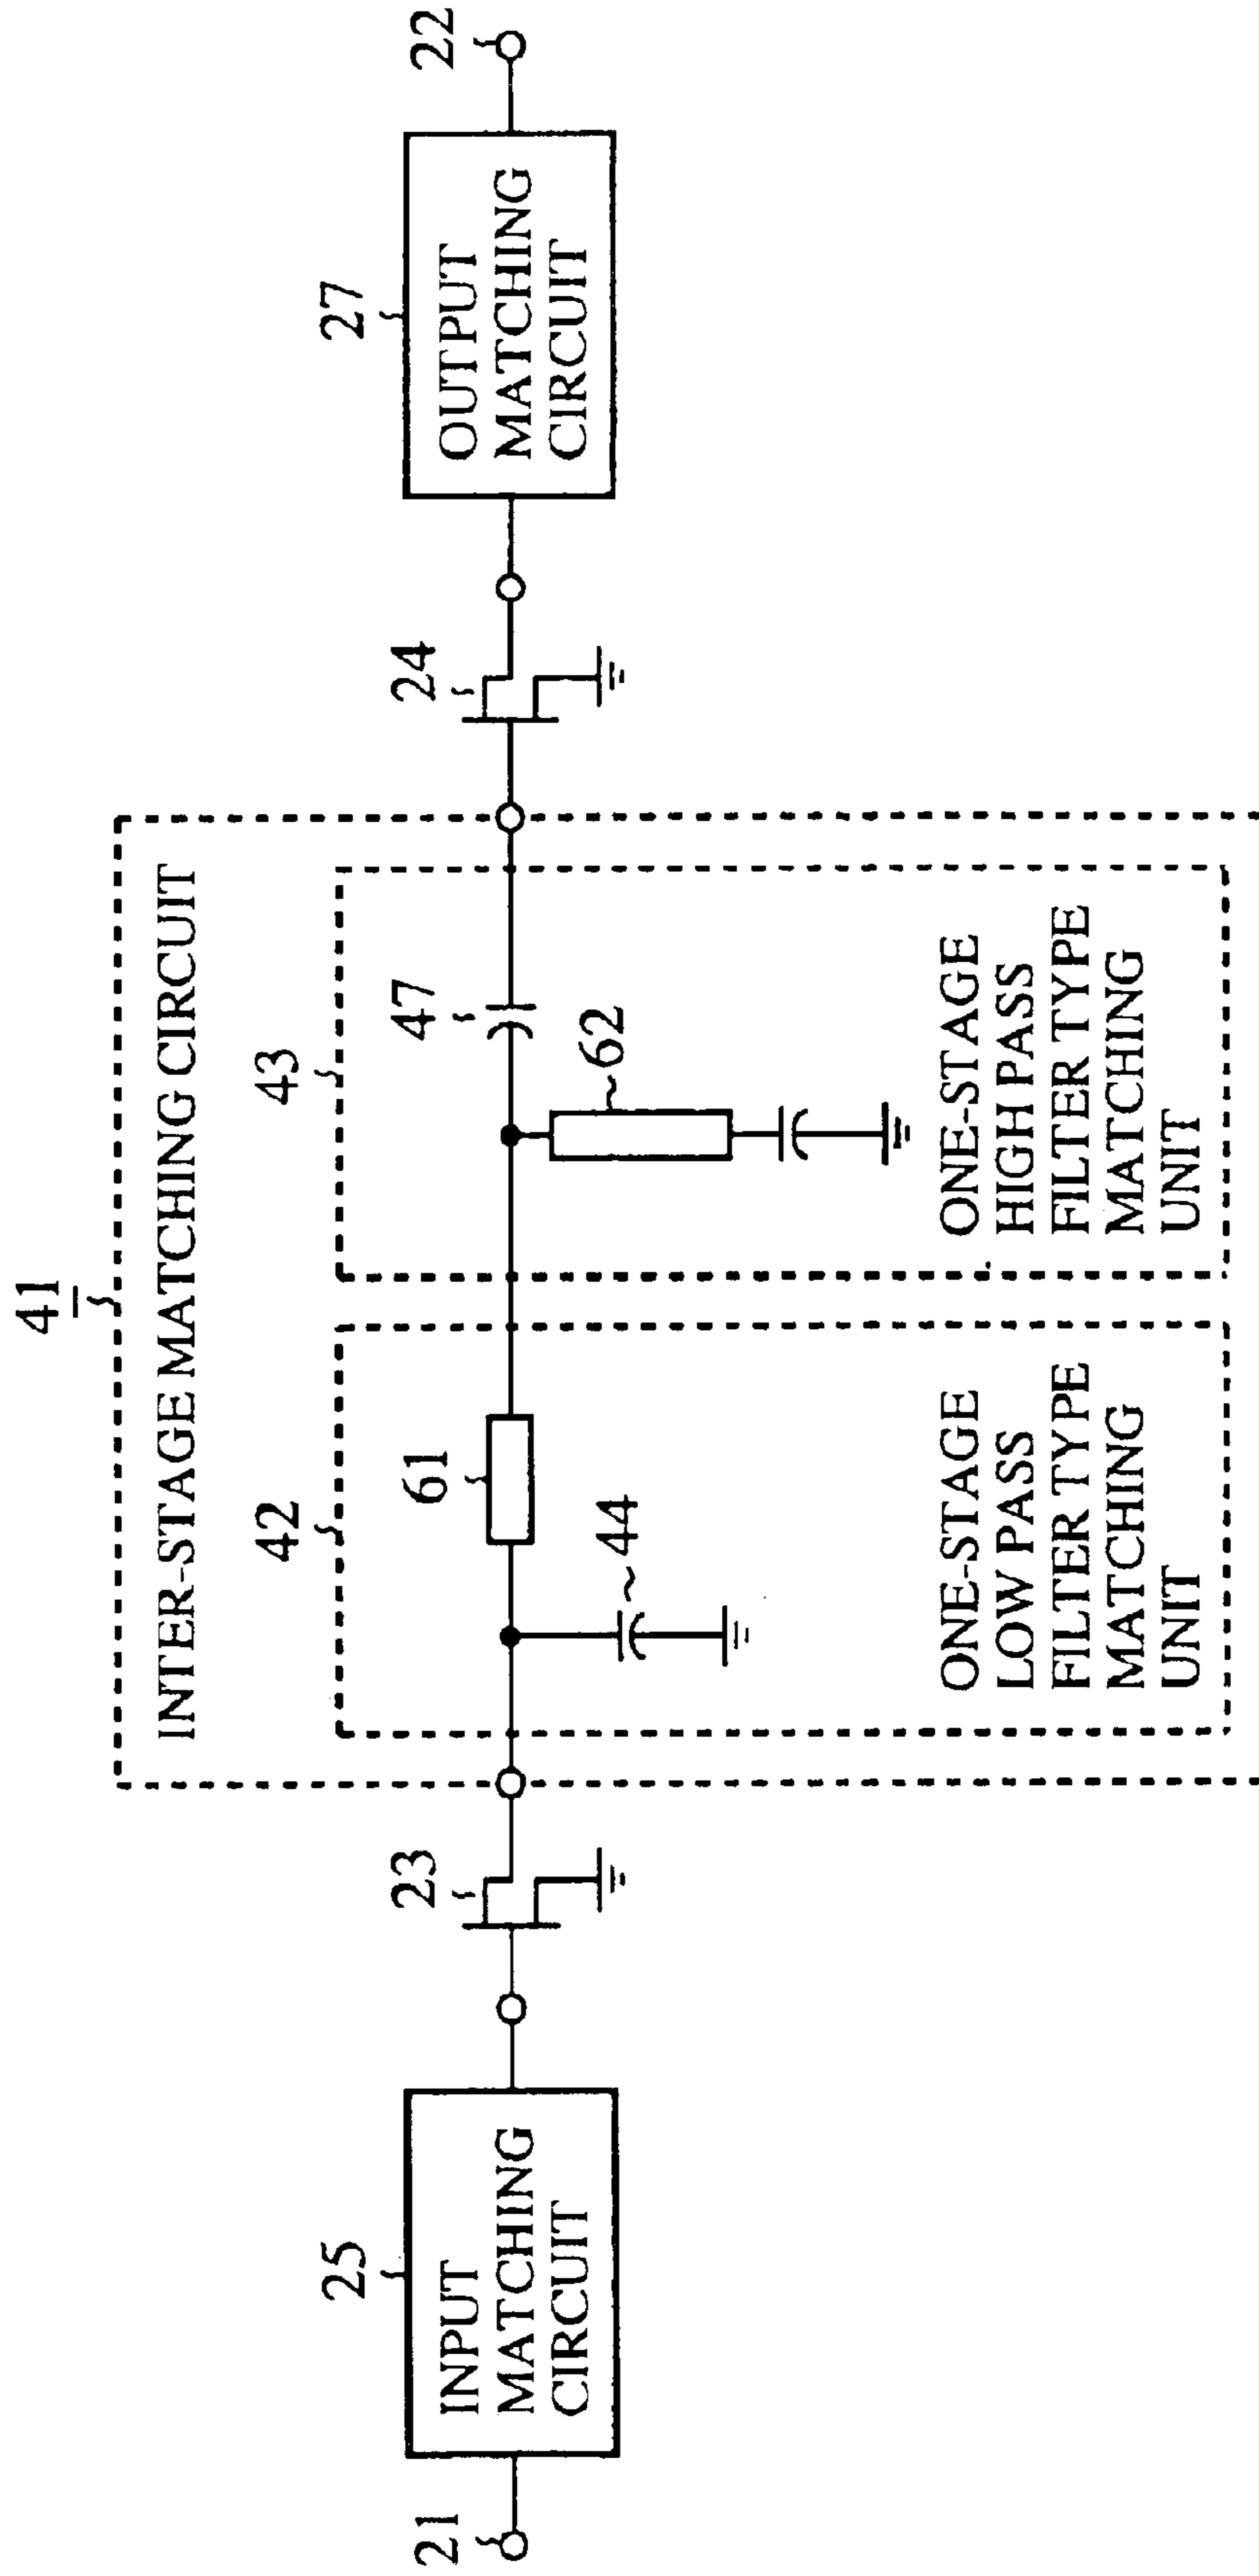 41
INTER-STAGE MATCHING CIRCUIT
25
INPUT
MATCHING
CIRCUIT
21
23
42
61
44
ONE-STAGE
LOW PASS
FILTER TYPE
MATCHING
UNIT
43
47
62
ONE-STAGE
HIGH PASS
FILTER TYPE
MATCHING
UNIT
24
27
OUTPUT
MATCHING
CIRCUIT
22